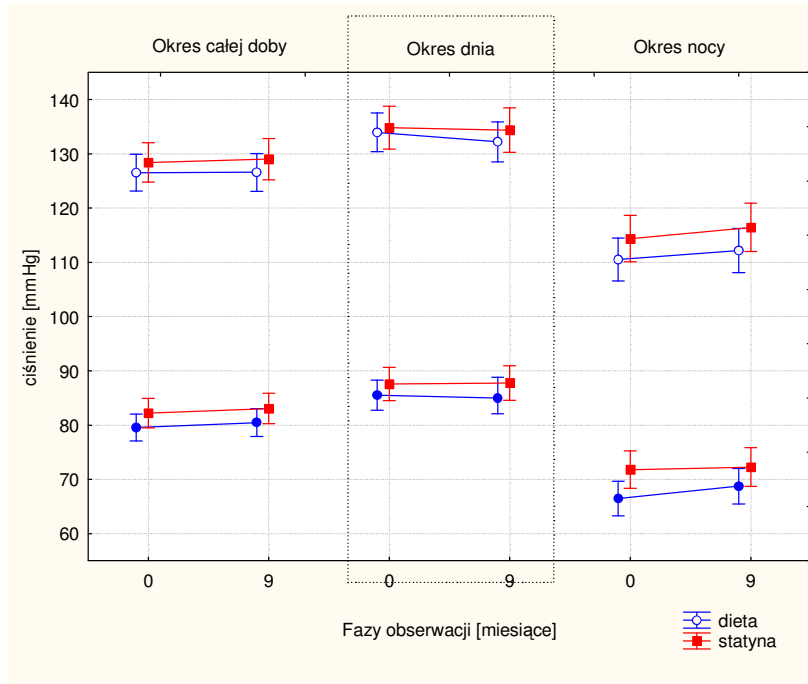 Okres całej doby
Okres dnia
Okres nocy
ciśnienie [mmHg]
140
130
120
110
100
90
80
70
60
0
9
0
9
0
9
Fazy obserwacji [miesiące]
dieta
statyna